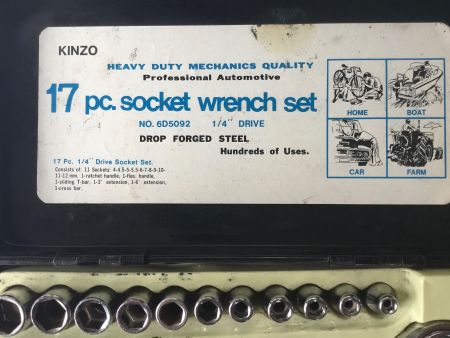 KINZO
HEAVY DUTY MECHANICS QUALITY
Professional Automotive
17 pc. socket wrench set
NO. 6D5092 1/4" DRIVE
DROP FORGED STEEL
Hundreds of Uses.
HOME
BOAT
CAR
FARM
17 Pc. 1/4" Drive Socket Set.
Consists of: 11 Sockets: 4-4.5-5-5.5-6-7-8-9-10-
11-12 mm. 1-ratchet handle, 1-flex. handle,
1-sliding T-bar, 1-3" extension, 1-6" extension,
1-cross bar.